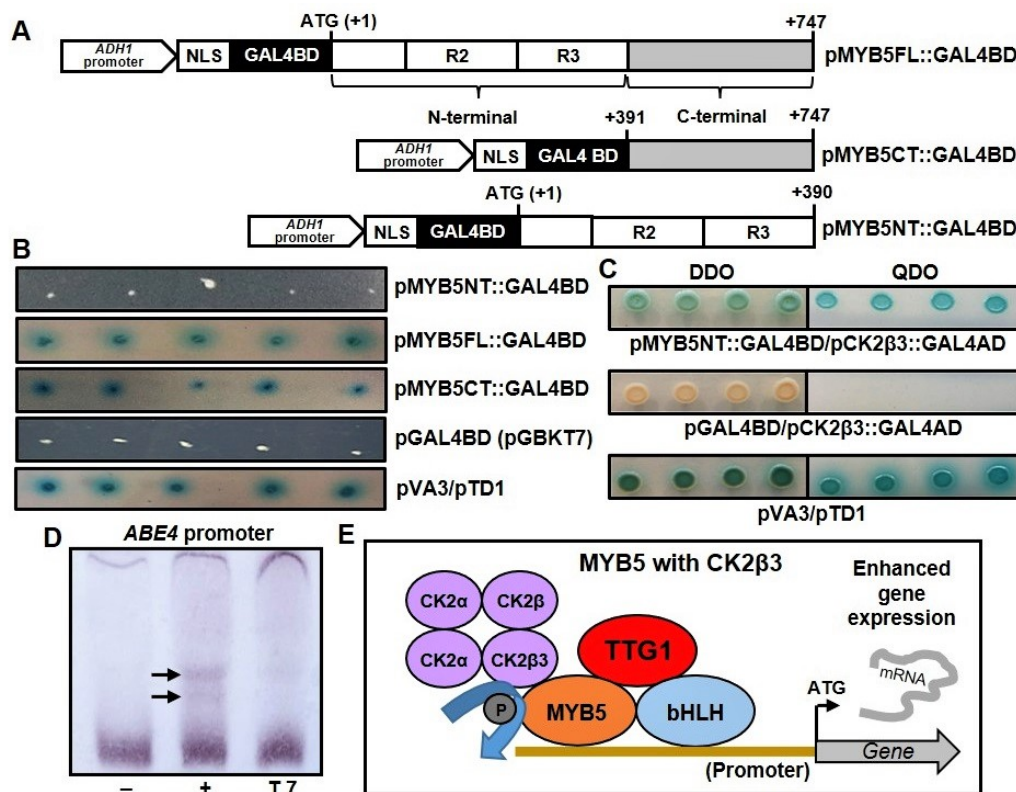 A
ATG (+1)
+747
ADH1 promoter
NLS
GAL4BD
R2
R3
pMYB5FL::GAL4BD
N-terminal
C-terminal
+391
+747
ADH1 promoter
NLS
GAL4 BD
pMYB5CT::GAL4BD
ATG (+1)
+390
ADH1 promoter
NLS
GAL4BD
R2
R3
pMYB5NT::GAL4BD
B
pMYB5NT::GAL4BD
pMYB5FL::GAL4BD
pMYB5CT::GAL4BD
pGAL4BD (pGBKT7)
pVA3/pTD1
C
DDO
QDO
pMYB5NT::GAL4BD/pCK2β3::GAL4AD
pGAL4BD/pCK2β3::GAL4AD
pVA3/pTD1
D
ABE4 promoter
–
+
T 7
E
MYB5 with CK2β3
Enhanced
gene
expression
CK2α
CK2β
CK2α
CK2β3
TTG1
P
MYB5
bHLH
mRNA
ATG
Gene
(Promoter)